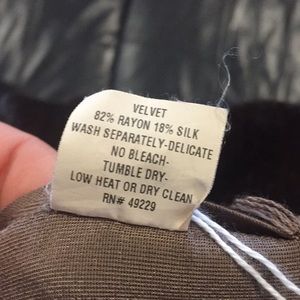 VELVET
82% RAYON 18% SILK
WASH SEPARATELY-DELICATE
NO BLEACH-
TUMBLE DRY-
LOW HEAT OR DRY CLEAN
RN# 49229